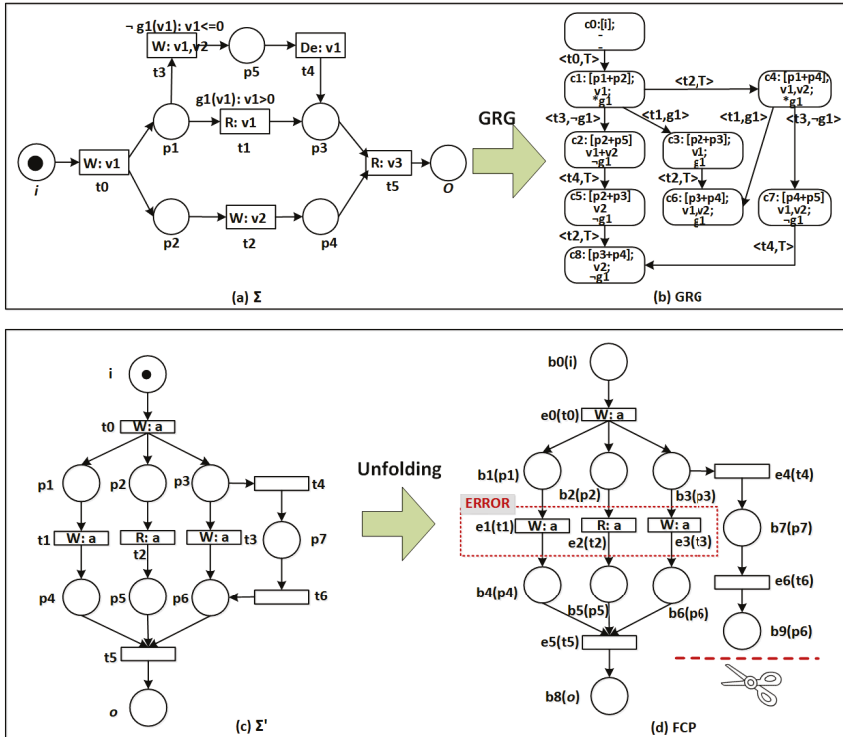 ¬ g1(v1): v1<=0
W: v1,v2
t3
p5
De: v1
t4
g1(v1): v1>0
p1
R: v1
t1
p3
i
W: v1
t0
R: v3
t5
O
p2
W: v2
t2
p4
(a) Σ
GRG
c0:[i];
-
-
<t0,T>
c1: [p1+p2];
v1;
*g1
<t2,T>
c4: [p1+p4];
v1,v2;
*g1
<t3,¬g1>
<t1,g1>
<t1,g1>
<t3,¬g1>
c2: [p2+p5]
v1+v2
¬g1
c3: [p2+p3];
v1;
g1
<t4,T>
<t2,T>
c5: [p2+p3]
v2
¬g1
c6: [p3+p4];
v1,v2;
g1
c7: [p4+p5]
v1,v2;
¬g1
<t2,T>
<t4,T>
c8: [p3+p4];
v2;
¬g1
(b) GRG
i
t0
W: a
p1
p2
p3
t4
t1
W: a
R: a
t2
W: a
t3
p7
p4
p5
p6
t6
t5
o
(c) Σ'
Unfolding
b0(i)
e0(t0)
W: a
b1(p1)
b2(p2)
b3(p3)
e4(t4)
ERROR
e1(t1)
W: a
R: a
e2(t2)
W: a
e3(t3)
b7(p7)
b4(p4)
b5(p5)
b6(p6)
e6(t6)
e5(t5)
b9(p6)
b8(o)
(d) FCP